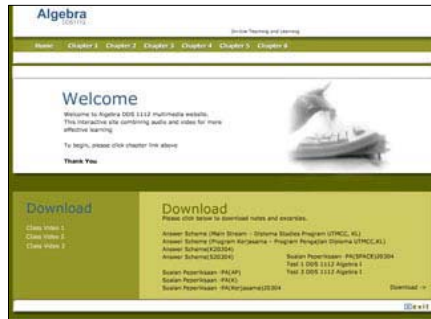 Algebra
On-line Teaching and Learning
Home Chapter 1 Chapter 2 Chapter 3 Chapter 4 Chapter 5 Chapter 6
Welcome
Welcome to Algebra DDS 1112 multimedia website.
This interactive site combining audio and video for more
effective learning
To begin, please click chapter link above
Thank You
Download
Class Video 1
Class Video 2
Class Video 3
Download
Please click below to download notes and exercises.
Answer Scheme (Main Stream - Diploma Studies Program UTMCC, KL)
Answer Scheme (Program Kerjasama - Program Pengajian Diploma UTMCC,KL)
Answer Scheme(K20304)
Answer Scheme(S20304)
Soalan Peperiksaan -PA(SPACE)20304
Test 1 DDS 1112 Algebra I
Test 2 DDS 1112 Algebra I
Soalan Peperiksaan -PA(AP)
Soalan Peperiksaan -PA(K)
Soalan Peperiksaan -PA(Kerjasama)20304
Download ->
exit